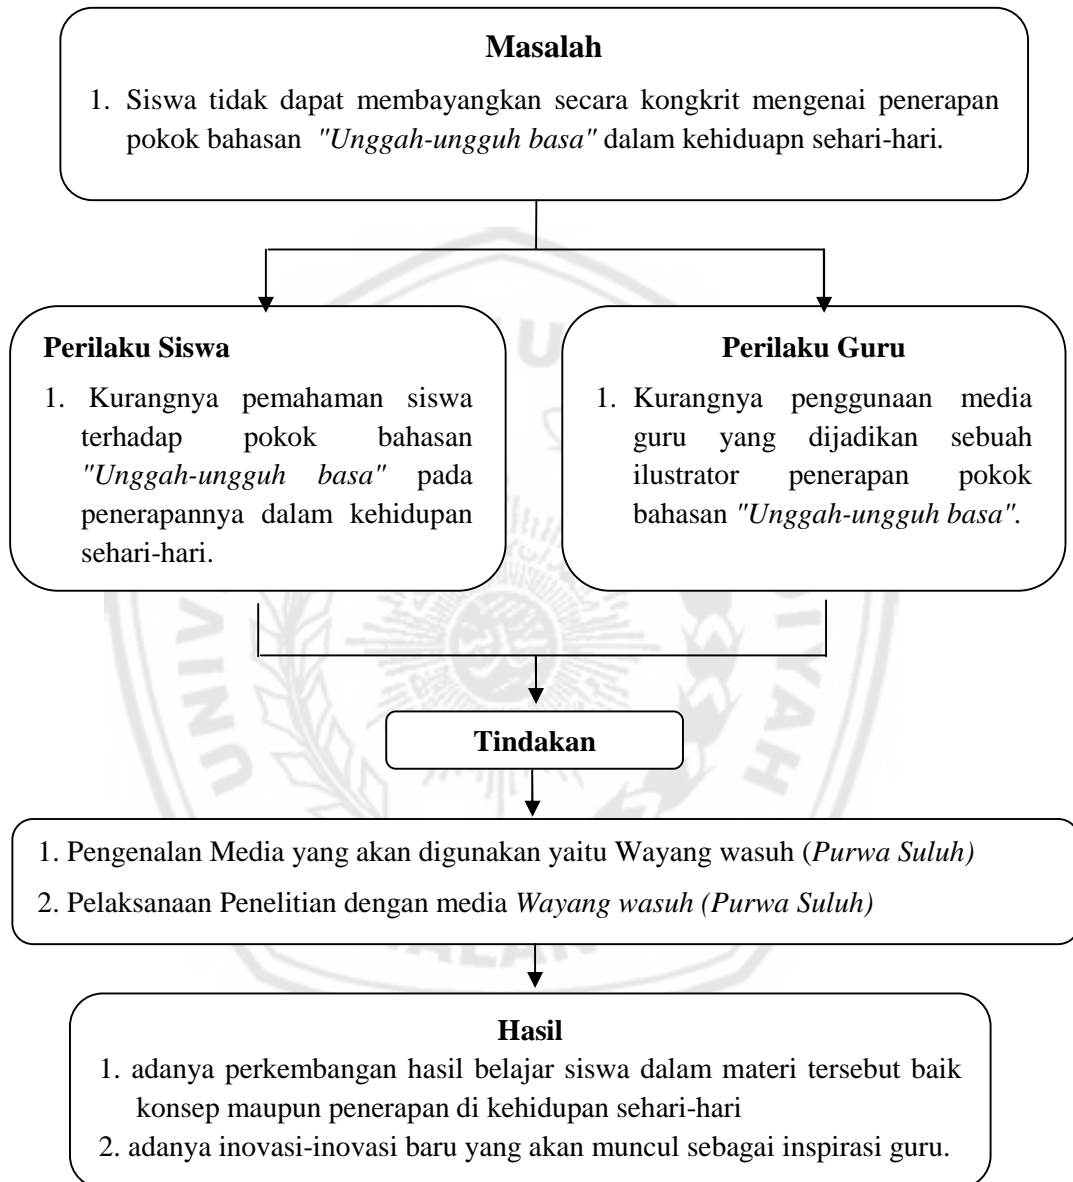 Masalah
1. Siswa tidak dapat membayangkan secara kongkrit mengenai penerapan
pokok bahasan "Unggah-ungguh basa" dalam kehiduapn sehari-hari.
Perilaku Siswa
1. Kurangnya pemahaman siswa
terhadap pokok bahasan
"Unggah-ungguh basa" pada
penerapannya dalam kehidupan
sehari-hari.
Perilaku Guru
1. Kurangnya penggunaan media
guru yang dijadikan sebuah
ilustrator penerapan pokok
bahasan "Unggah-ungguh basa".
Tindakan
1. Pengenalan Media yang akan digunakan yaitu Wayang wasuh (Purwa Suluh)
2. Pelaksanaan Penelitian dengan media Wayang wasuh (Purwa Suluh)
Hasil
1. adanya perkembangan hasil belajar siswa dalam materi tersebut baik
konsep maupun penerapan di kehidupan sehari-hari
2. adanya inovasi-inovasi baru yang akan muncul sebagai inspirasi guru.